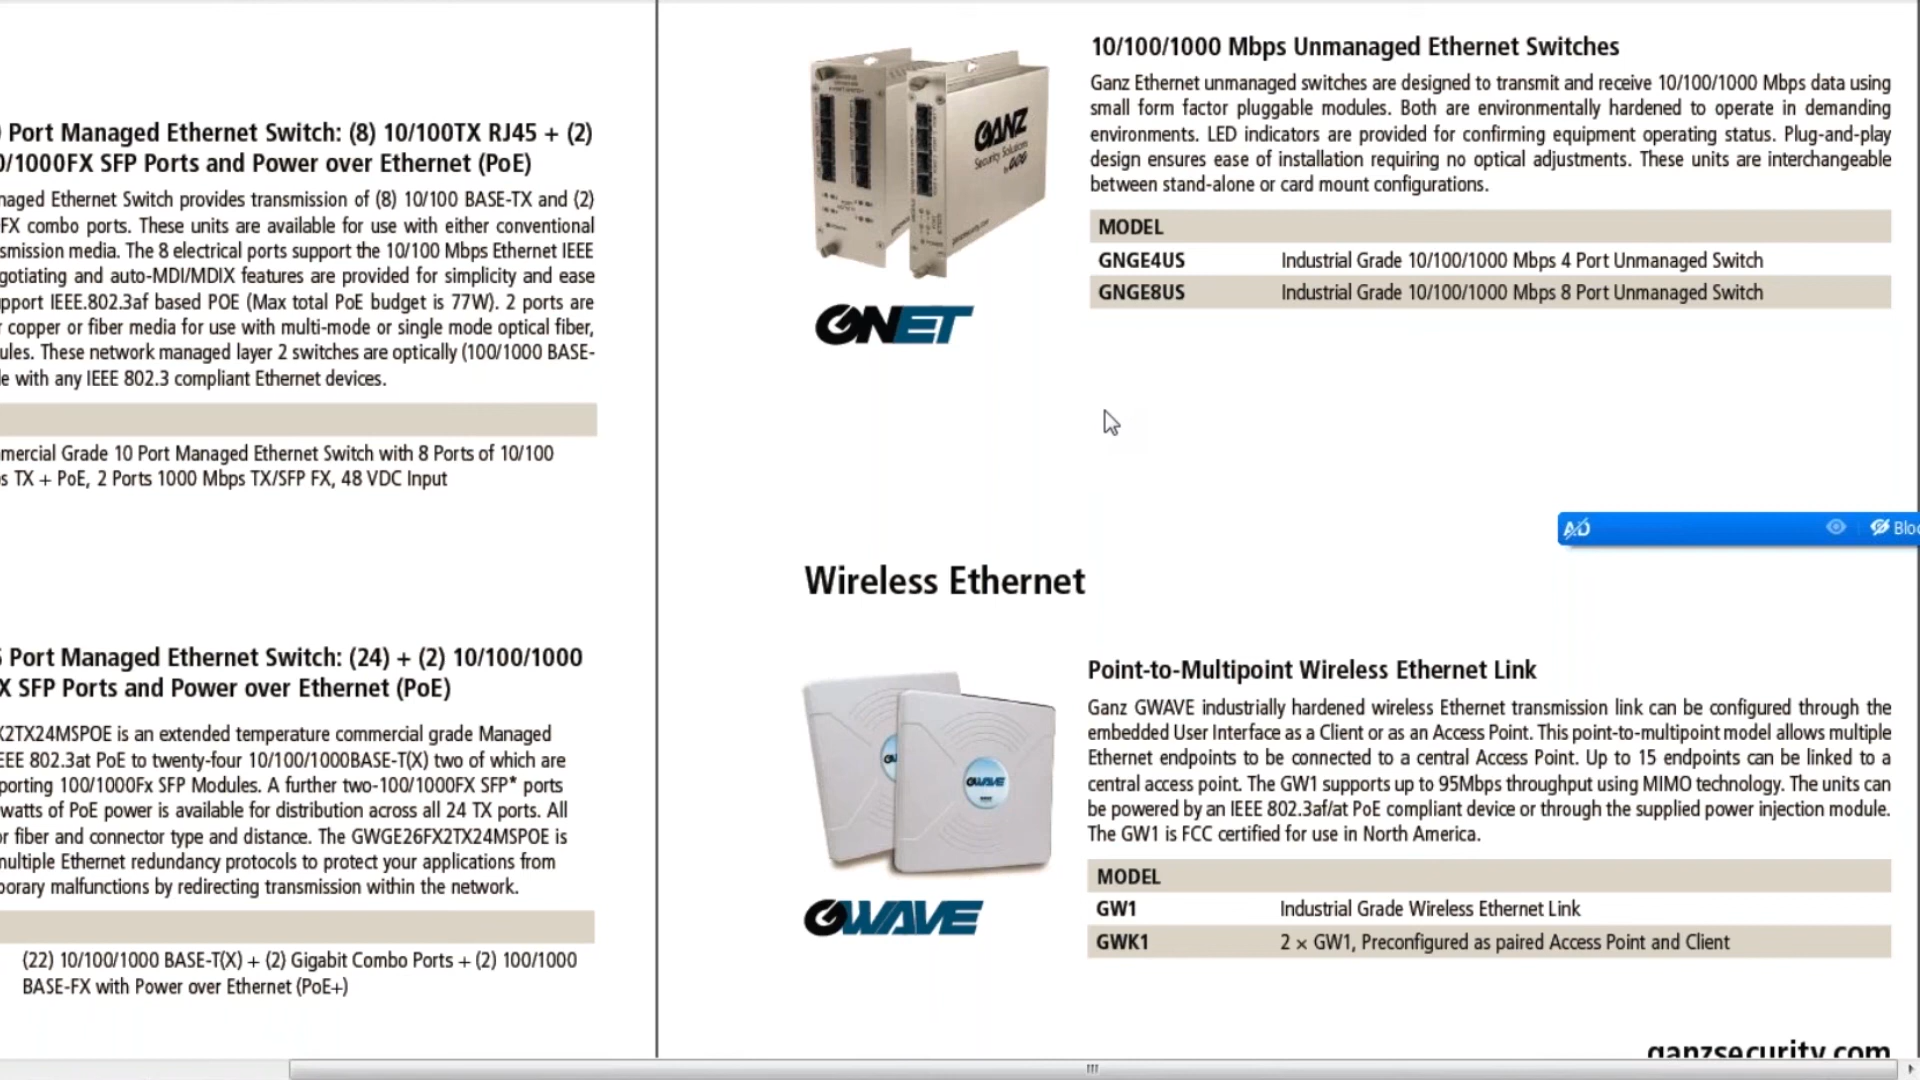 Port Managed Ethernet Switch: (8) 10/100TX RJ45 + (2)
0/1000FX SFP Ports and Power over Ethernet (PoE)
naged Ethernet Switch provides transmission of (8) 10/100 BASE-TX and (2)
FX combo ports. These units are available for use with either conventional
smission media. The 8 electrical ports support the 10/100 Mbps Ethernet IEEE
gotiating and auto-MDI/MDIX features are provided for simplicity and ease
pport IEEE.802.3af based POE (Max total PoE budget is 77W). 2 ports are
r copper or fiber media for use with multi-mode or single mode optical fiber,
ules. These network managed layer 2 switches are optically (100/1000 BASE-
le with any IEEE 802.3 compliant Ethernet devices.
mercial Grade 10 Port Managed Ethernet Switch with 8 Ports of 10/100
s TX + PoE, 2 Ports 1000 Mbps TX/SFP FX, 48 VDC Input
6 Port Managed Ethernet Switch: (24) + (2) 10/100/1000
X SFP Ports and Power over Ethernet (PoE)
X2TX24MSPOE is an extended temperature commercial grade Managed
EEE 802.3at PoE to twenty-four 10/100/1000BASE-T(X) two of which are
porting 100/1000Fx SFP Modules. A further two-100/1000FX SFP* ports
watts of PoE power is available for distribution across all 24 TX ports. All
or fiber and connector type and distance. The GWGE26FX2TX24MSPOE is
multiple Ethernet redundancy protocols to protect your applications from
porary malfunctions by redirecting transmission within the network.
(22) 10/100/1000 BASE-T(X) + (2) Gigabit Combo Ports + (2) 100/1000
BASE-FX with Power over Ethernet (PoE+)
GANZ
Security Solutions
GNET
10/100/1000 Mbps Unmanaged Ethernet Switches
Ganz Ethernet unmanaged switches are designed to transmit and receive 10/100/1000 Mbps data using
small form factor pluggable modules. Both are environmentally hardened to operate in demanding
environments. LED indicators are provided for confirming equipment operating status. Plug-and-play
design ensures ease of installation requiring no optical adjustments. These units are interchangeable
between stand-alone or card mount configurations.
MODEL
GNGE4US Industrial Grade 10/100/1000 Mbps 4 Port Unmanaged Switch
GNGE8US Industrial Grade 10/100/1000 Mbps 8 Port Unmanaged Switch
AD Bloc
Wireless Ethernet
GWAVE
GWAVE
Point-to-Multipoint Wireless Ethernet Link
Ganz GWAVE industrially hardened wireless Ethernet transmission link can be configured through the
embedded User Interface as a Client or as an Access Point. This point-to-multipoint model allows multiple
Ethernet endpoints to be connected to a central Access Point. Up to 15 endpoints can be linked to a
central access point. The GW1 supports up to 95Mbps throughput using MIMO technology. The units can
be powered by an IEEE 802.3af/at PoE compliant device or through the supplied power injection module.
The GW1 is FCC certified for use in North America.
MODEL
GW1 Industrial Grade Wireless Ethernet Link
GWK1 2 × GW1, Preconfigured as paired Access Point and Client
ganzsecurity.com